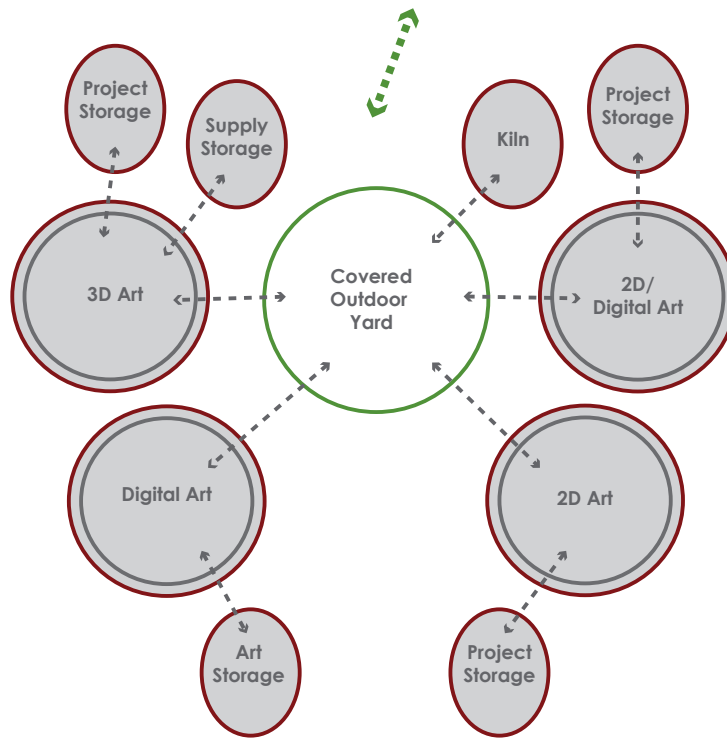 Project
Storage
Supply
Storage
Kiln
Project
Storage
3D Art
Covered
Outdoor
Yard
2D/
Digital Art
Digital Art
2D Art
Art
Storage
Project
Storage